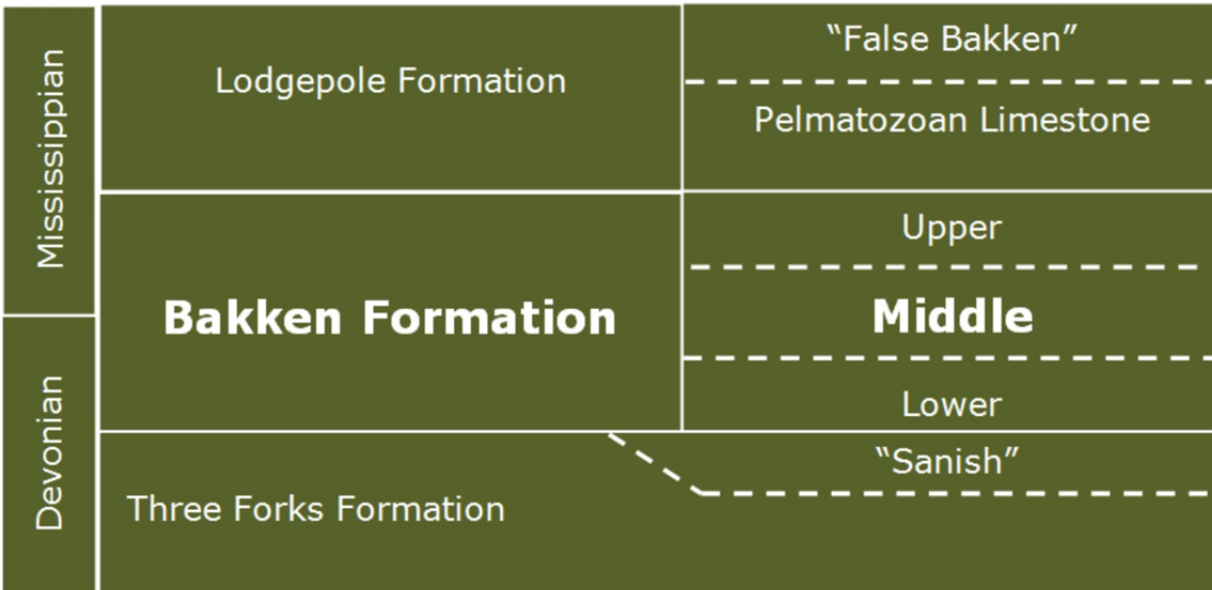 Mississippian
Lodgepole Formation
“False Bakken”
Pelmatozoan Limestone
Bakken Formation
Upper
Middle
Lower
Devonian
Three Forks Formation
“Sanish”